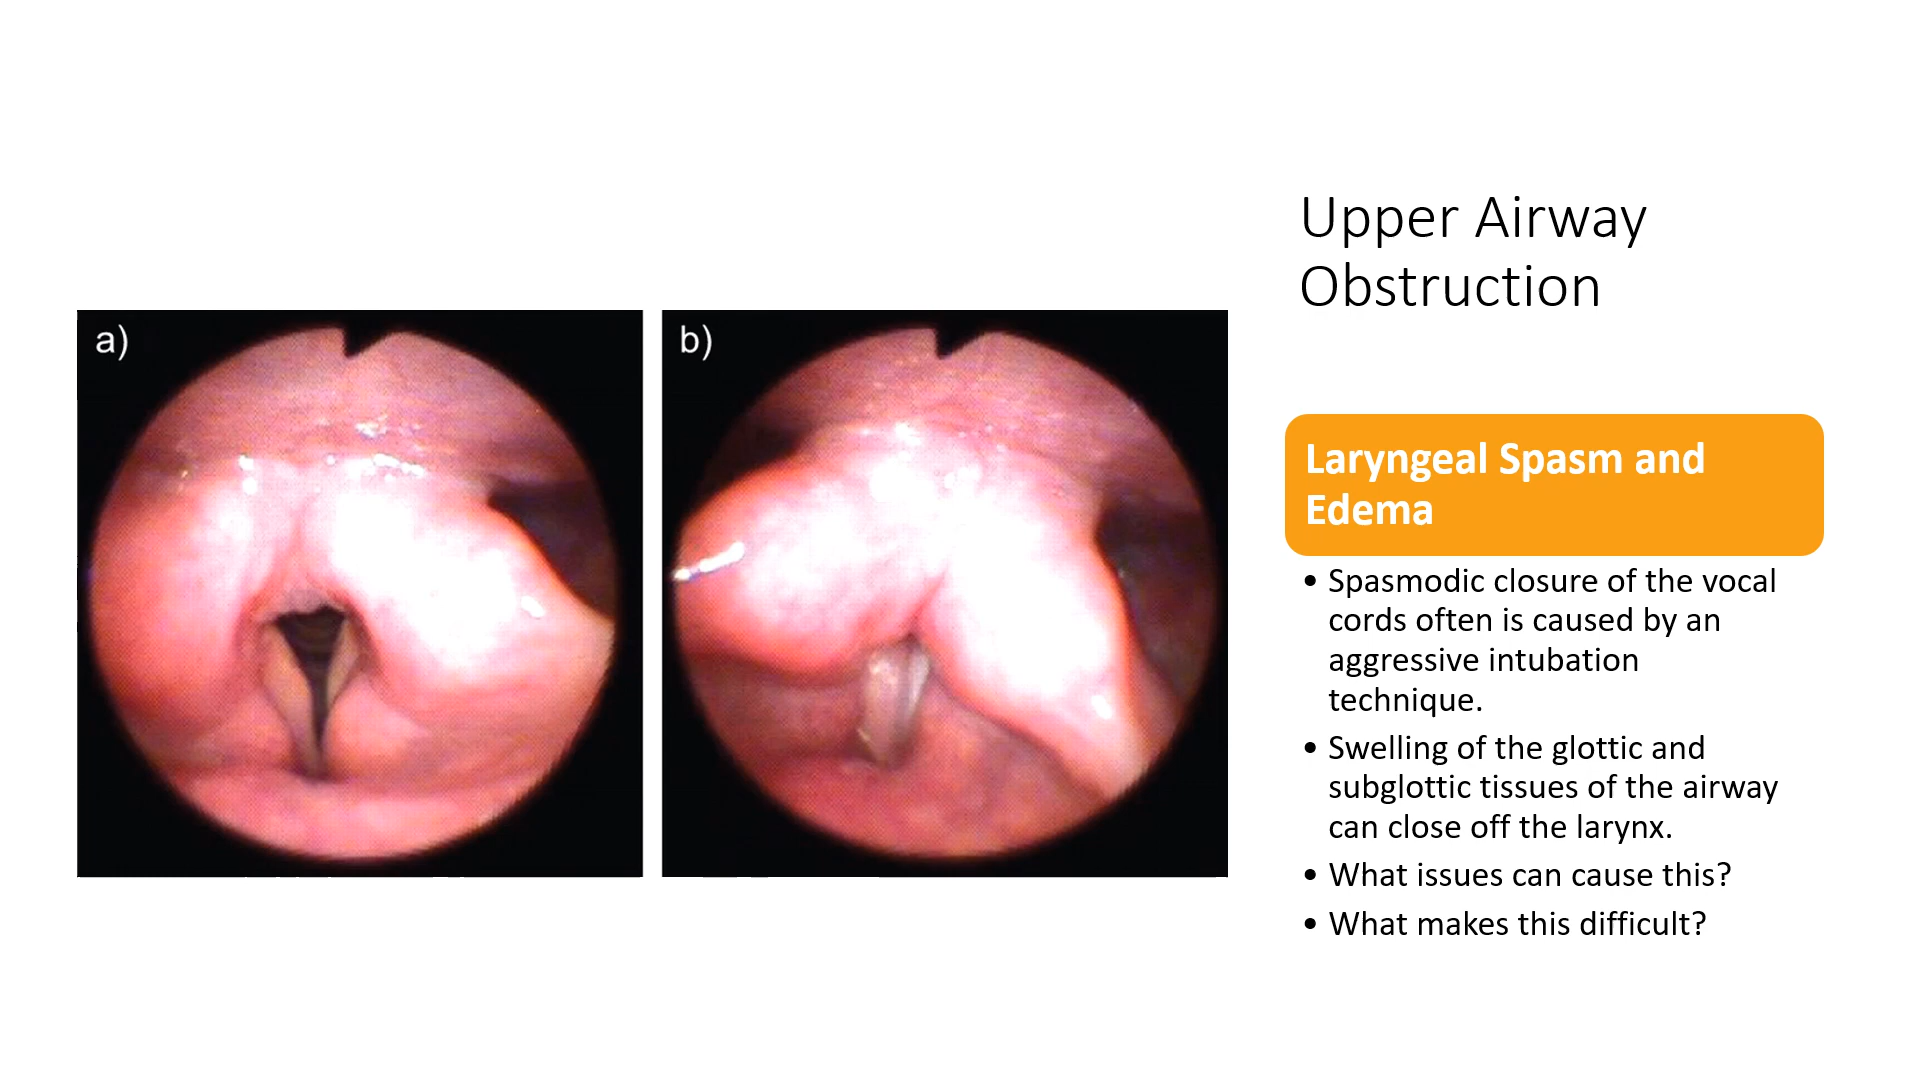 a)
b)
Upper Airway
Obstruction
Laryngeal Spasm and
Edema
• Spasmodic closure of the vocal
cords often is caused by an
aggressive intubation
technique.
• Swelling of the glottic and
subglottic tissues of the airway
can close off the larynx.
• What issues can cause this?
• What makes this difficult?